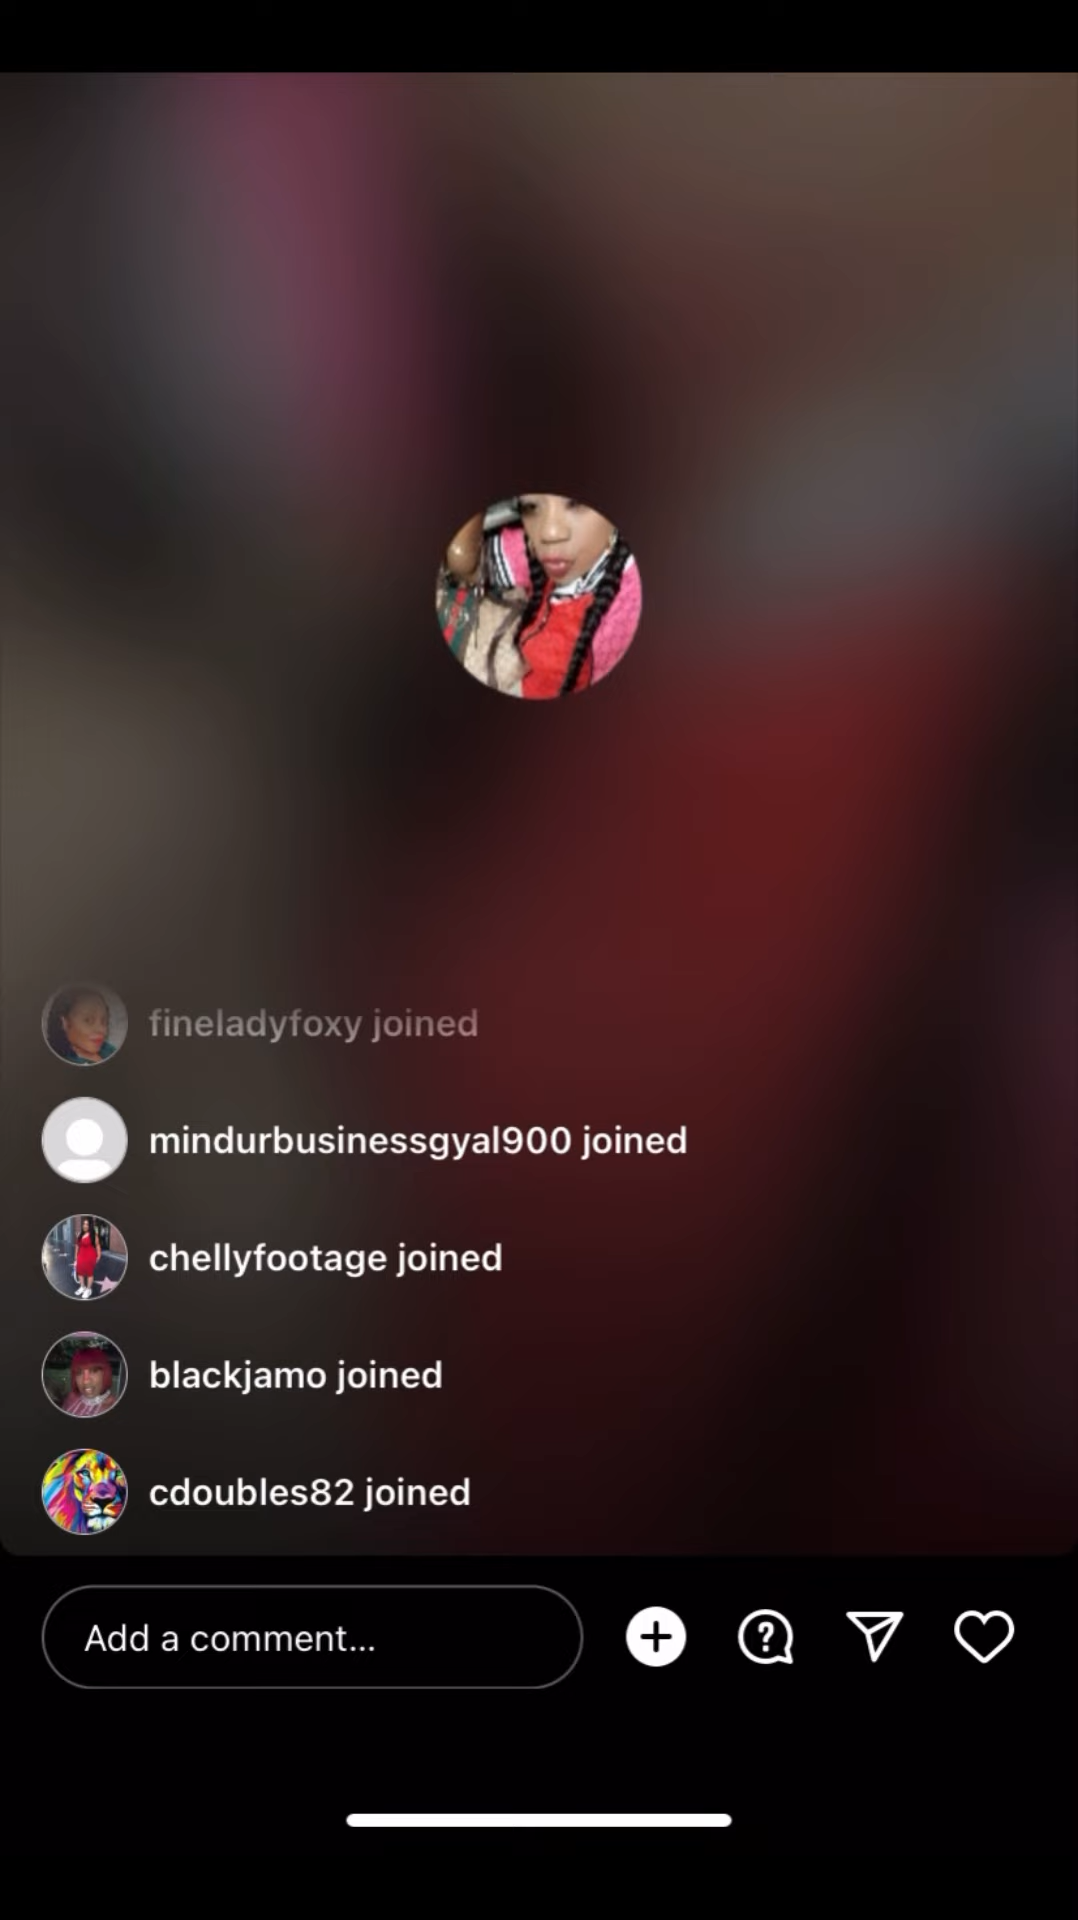 fineladyfoxy joined
mindurbusinessgyal900 joined
chellyfootage joined
blackjamo joined
cdoubles82 joined
Add a comment...